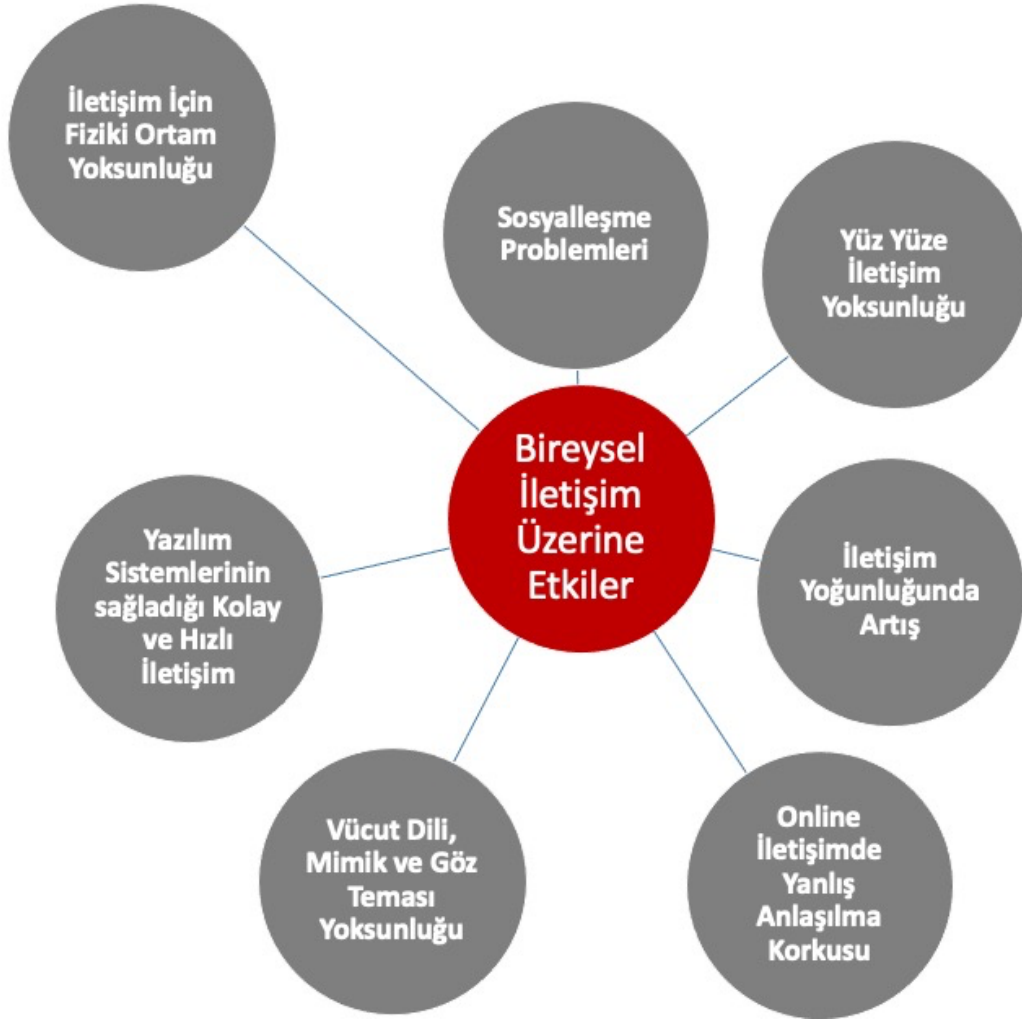 İletişim İçin
Fiziki Ortam
Yoksunluğu
Sosyalleşme
Problemleri
Yüz Yüze
İletişim
Yoksunluğu
Bireysel
İletişim
Üzerine
Etkiler
Yazılım
Sistemlerinin
sağladığı Kolay
ve Hızlı
İletişim
İletişim
Yoğunluğunda
Artış
Vücut Dili,
Mimik ve Göz
Teması
Yoksunluğu
Online
İletişimde
Yanlış
Anlaşılma
Korkusu